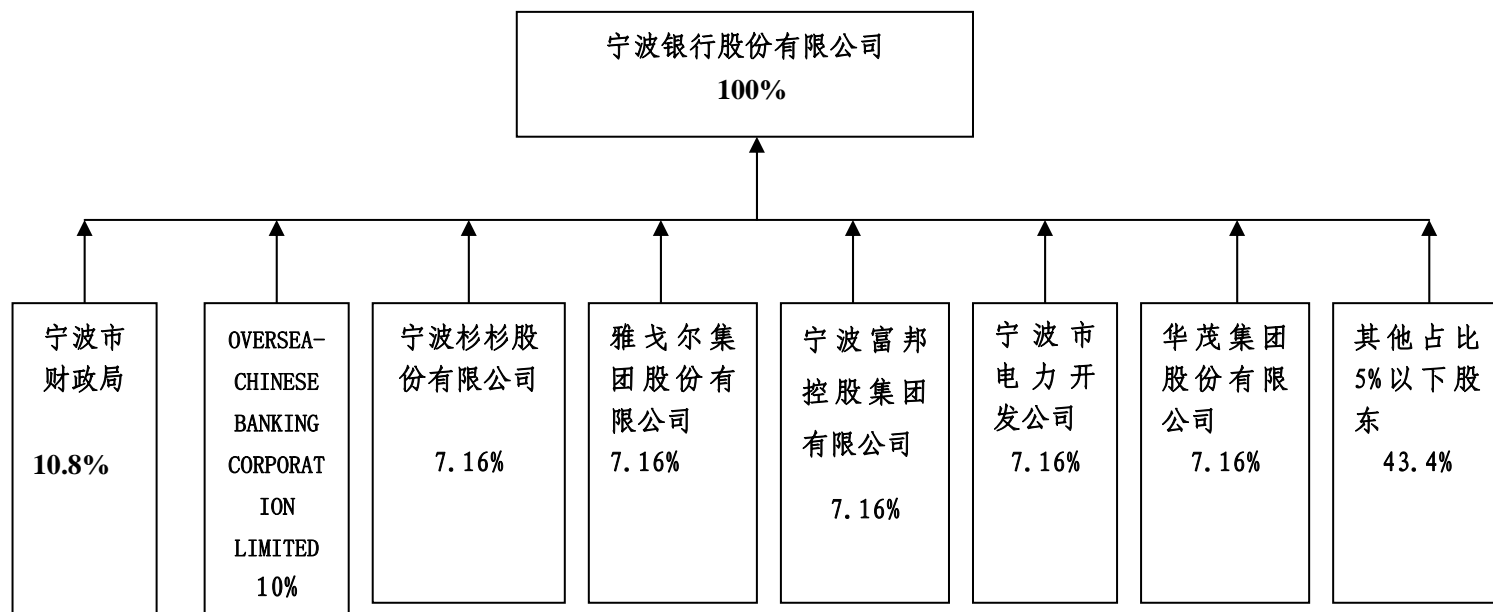 宁波银行股份有限公司
100%
宁波市
财政局
10.8%
OVERSEA-
CHINESE
BANKING
CORPORAT
ION
LIMITED
10%
宁波杉杉股
份有限公司
7.16%
雅戈尔集
团股份有
限公司
7.16%
宁波富邦
控股集团
有限公司
7.16%
宁波市
电力开
发公司
7.16%
华茂集团
股份有限
公司
7.16%
其他占比
5%以下股
东
43.4%